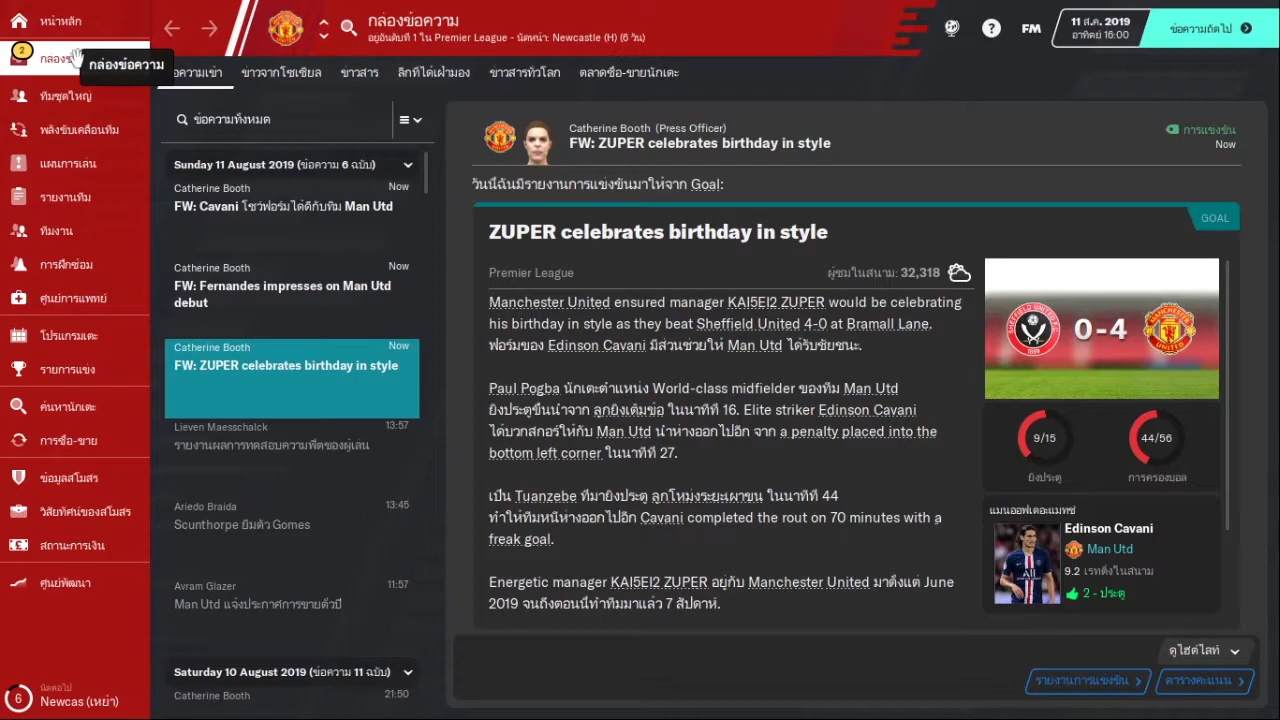 หน้าหลัก
2
กล่องข้อความ
ทีมชุดใหญ่
พลังขับเคลื่อนทีม
แผนการเล่น
รายงานทีม
ทีมงาน
การฝึกซ้อม
ศูนย์การแพทย์
โปรแกรมเตะ
รายการแข่ง
ค้นหานักเตะ
การซื้อ-ขาย
ข้อมูลสโมสร
วิสัยทัศน์ของสโมสร
สถานะการเงิน
ศูนย์พัฒนา
6
นัดต่อไป
Newcas (เหย้า)
กล่องข้อความ
อยู่อันดับที่ 1 ใน Premier League - นัดหน้า: Newcastle (H) (6 วัน)
?
FM
11 ส.ค. 2019
อาทิตย์ 16:00
ข้อความถัดไป
ข้อความเข้า
ข่าวจากโซเชียล
ข่าวสาร
ลีกที่ได้เฝ้ามอง
ข่าวสารทั่วโลก
ตลาดซื้อ-ขายนักเตะ
ข้อความทั้งหมด
Sunday 11 August 2019 (ข้อความ 6 ฉบับ)
Catherine Booth Now
FW: Cavani โชว์ฟอร์มได้ดีกับทีม Man Utd
Catherine Booth Now
FW: Fernandes impresses on Man Utd
debut
Catherine Booth Now
FW: ZUPER celebrates birthday in style
Lieven Maesschalck 13:57
รายงานผลการทดสอบความฟิตของผู้เล่น
Ariedo Braida 13:45
Scunthorpe ยืมตัว Gomes
Avram Glazer 11:57
Man Utd แจ้งประกาศการขายตั๋วปี
Saturday 10 August 2019 (ข้อความ 11 ฉบับ)
Catherine Booth 21:50
Catherine Booth (Press Officer)
FW: ZUPER celebrates birthday in style
การแข่งขัน
Now
วันนี้ฉันมีรายงานการแข่งขันมาให้จาก Goal:
GOAL
ZUPER celebrates birthday in style
Premier League
ผู้ชมในสนาม: 32,318
Manchester United ensured manager KAI5EI2 ZUPER would be celebrating
his birthday in style as they beat Sheffield United 4-0 at Bramall Lane.
ฟอร์มของ Edinson Cavani มีส่วนช่วยให้ Man Utd ได้รับชัยชนะ.
Paul Pogba นักเตะตำแหน่ง World-class midfielder ของทีม Man Utd
ยิงประตูขึ้นนำจาก ลูกยิงเต็มข้อ ในนาทีที่ 16. Elite striker Edinson Cavani
ได้บวกสกอร์ให้กับ Man Utd นำห่างออกไปอีก จาก a penalty placed into the
bottom left corner ในนาทีที่ 27.
เป็น Tuanzebe ที่มายิงประตู ลูกโหม่งระยะเผาขน ในนาทีที่ 44
ทำให้ทีมหนีห่างออกไปอีก Cavani completed the rout on 70 minutes with a
freak goal.
Energetic manager KAI5EI2 ZUPER อยู่กับ Manchester United มาตั้งแต่ June
2019 จนถึงตอนนี้ทำทีมมาแล้ว 7 สัปดาห์.
0-4
9/15
ยิงประตู
44/56
การครองบอล
แมนออฟเดอะแมทช์
Edinson Cavani
Man Utd
9.2 เรทติ้งในสนาม
2 - ประตู
ดูไฮต์ไลท์
รายงานการแข่งขัน
ตารางคะแนน